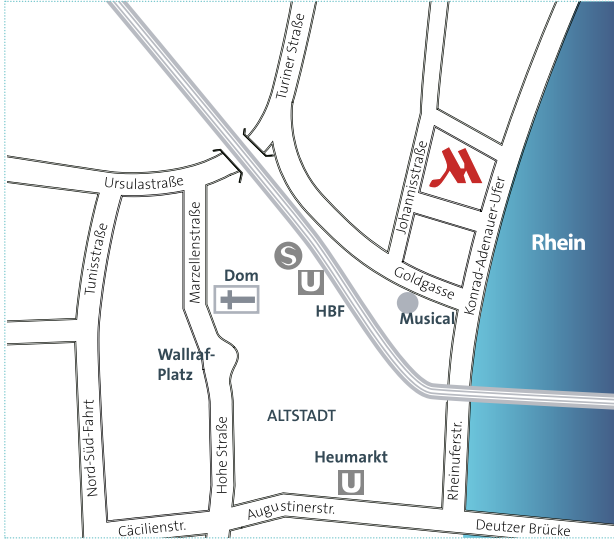 Turiner Straße
Ursulastraße
Johannisstraße
Konrad-Adenauer-Ufer
Rhein
Tunisstraße
Marzellenstraße
S
U
Dom
HBF
Goldgasse
Musical
Wallraf-
Platz
ALTSTADT
Nord-Süd-Fahrt
Hohe Straße
Heumarkt
U
Rheinuferstr.
Augustinerstr.
Cäcilienstr.
Deutzer Brücke